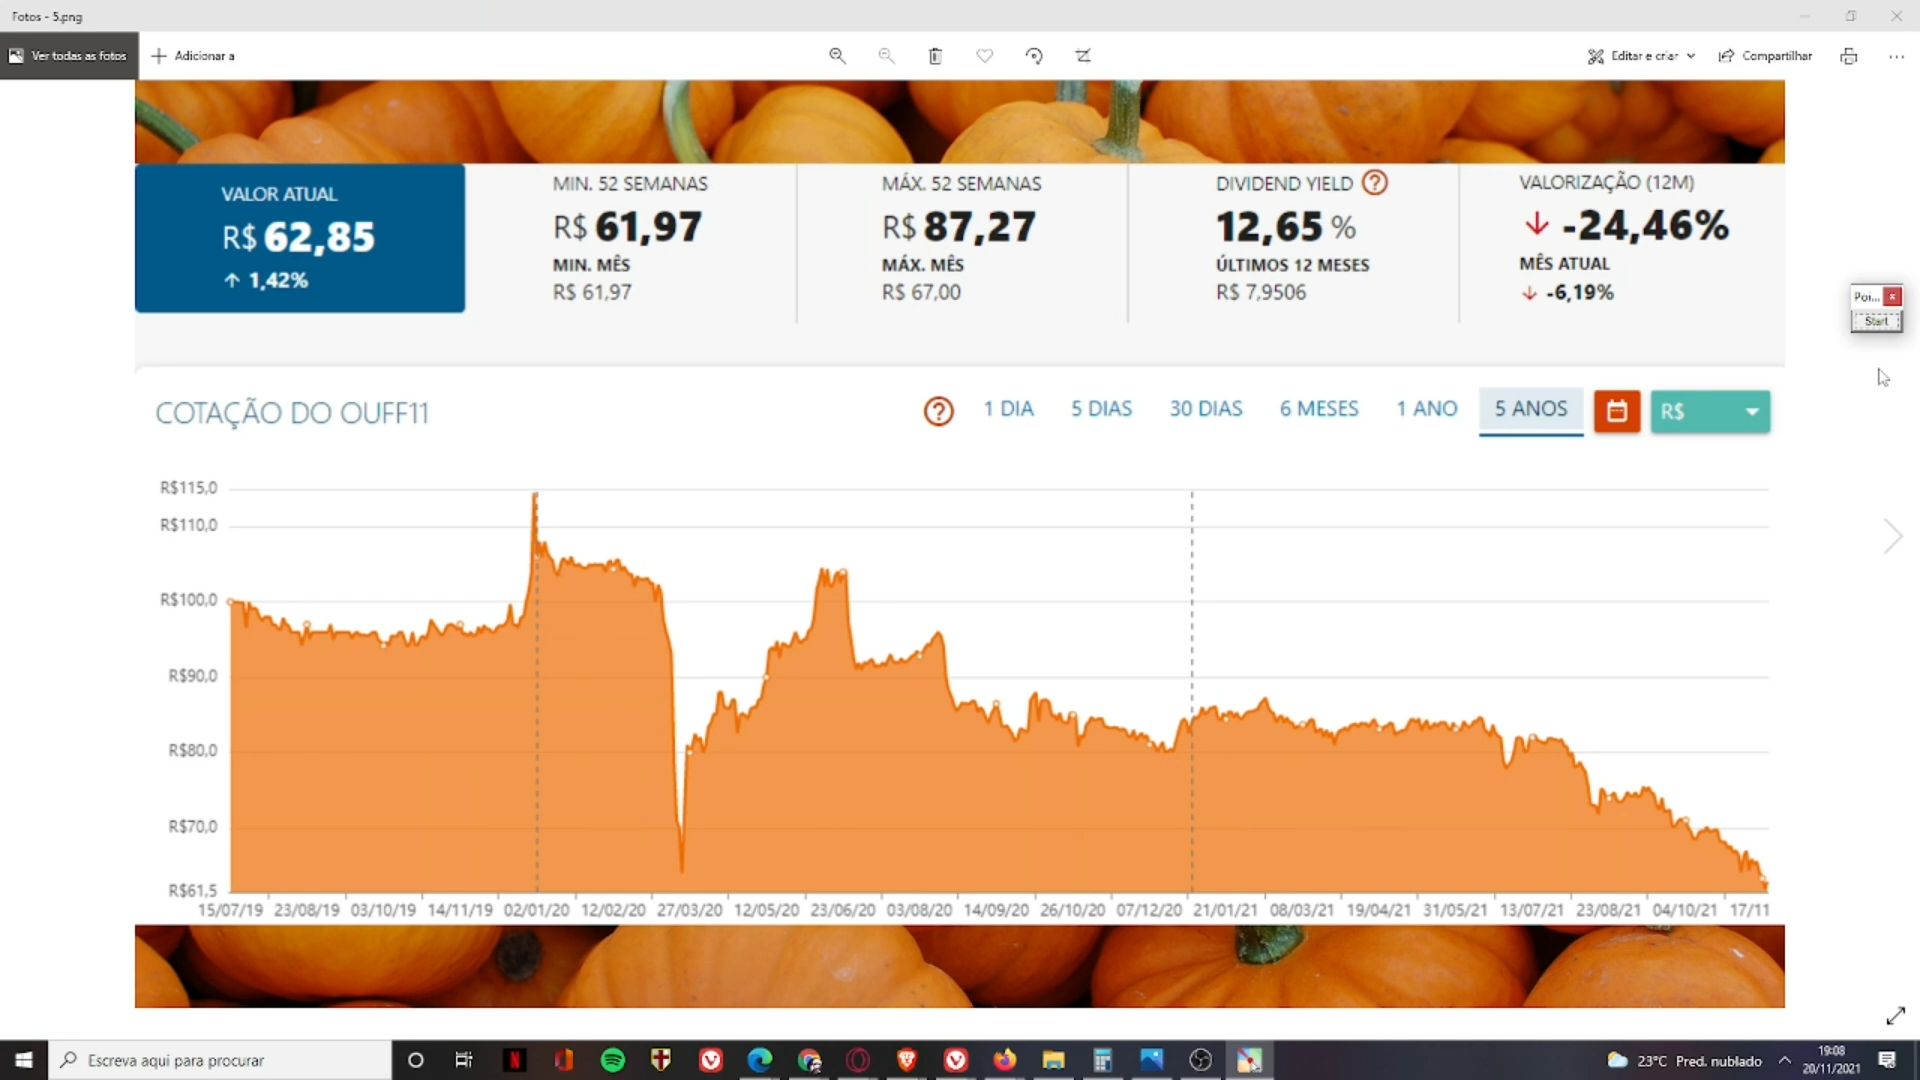 Fotos - 5.png
Ver todas as fotos
Adicionar a
Editar e criar
Compartilhar
VALOR ATUAL
R$ 62,85
1,42%
MIN. 52 SEMANAS
R$ 61,97
MIN. MÊS
R$ 61,97
MÁX. 52 SEMANAS
R$ 87,27
MÁX. MÊS
R$ 67,00
DIVIDEND YIELD ?
12,65 %
ÚLTIMOS 12 MESES
R$ 7,9506
VALORIZAÇÃO (12M)
-24,46%
MÊS ATUAL
-6,19%
Poi... x
Start
COTAÇÃO DO OUFF11
? 1 DIA 5 DIAS 30 DIAS 6 MESES 1 ANO 5 ANOS R$
R$115,0
R$110,0
R$100,0
R$90,0
R$80,0
R$70,0
R$61,5
15/07/19 23/08/19 03/10/19 14/11/19 02/01/20 12/02/20 27/03/20 12/05/20 23/06/20 03/08/20 14/09/20 26/10/20 07/12/20 21/01/21 08/03/21 19/04/21 31/05/21 13/07/21 23/08/21 04/10/21 17/11
Escreva aqui para procurar
23°C Pred. nublado
19:08
20/11/2021